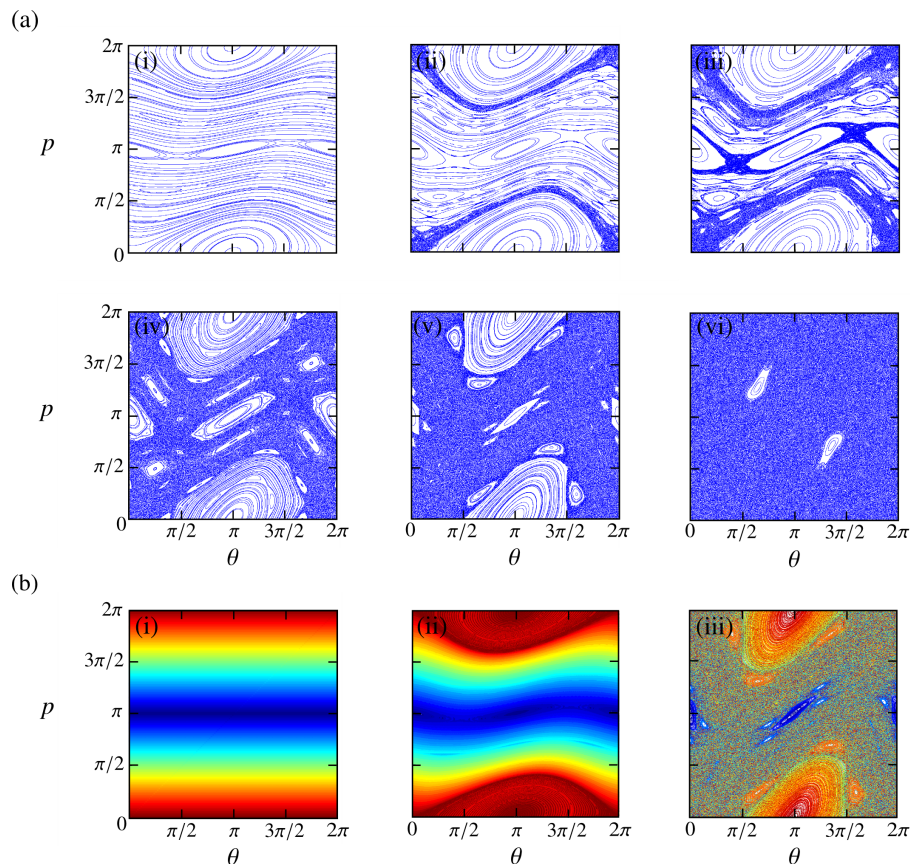 (a)
(i) (ii) (iii)
2π
3π/2
p π
π/2
0
(iv) (v) (vi)
2π
3π/2
p π
π/2
0
π/2 π 3π/2 2π 0 π/2 π 3π/2 2π 0 π/2 π 3π/2 2π
θ θ θ
(b)
(i) (ii) (iii)
2π
3π/2
p π
π/2
0
π/2 π 3π/2 2π 0 π/2 π 3π/2 2π 0 π/2 π 3π/2 2π
θ θ θ